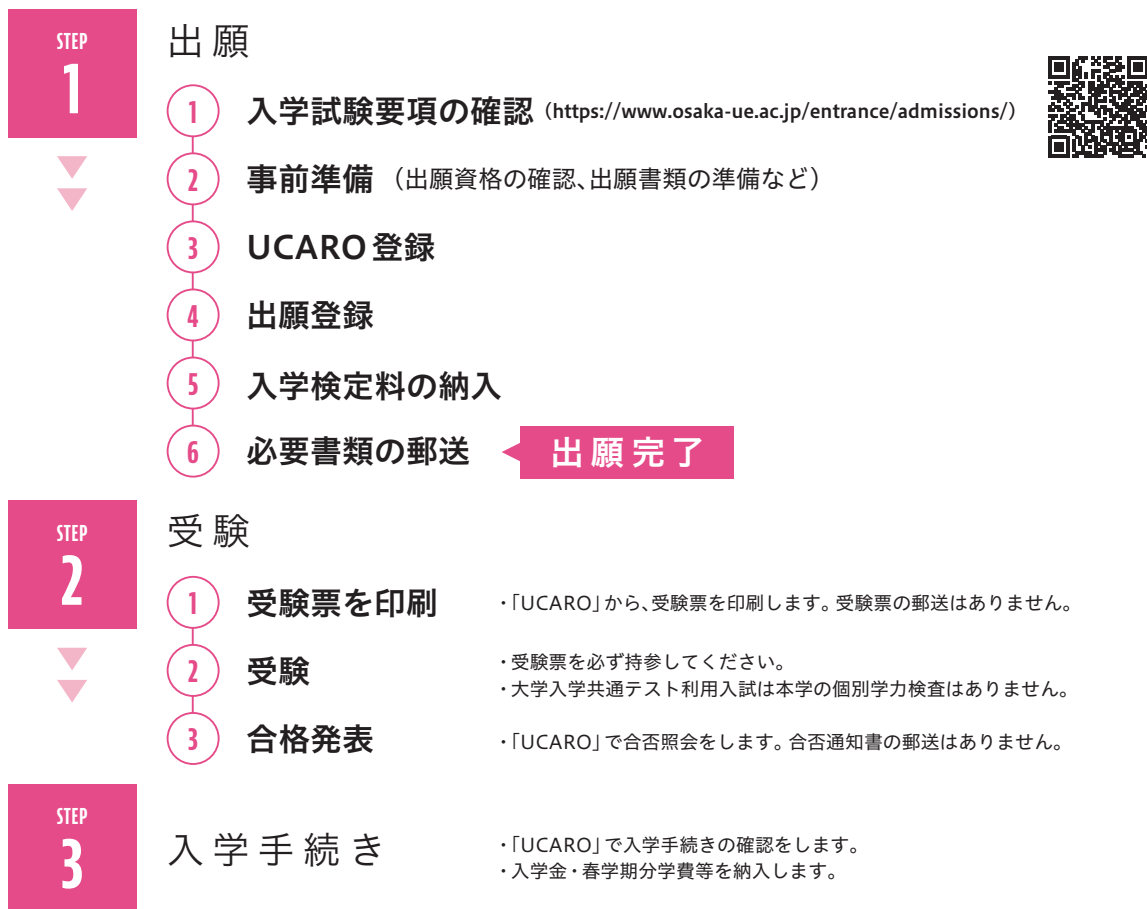 STEP
1
出願
1 入学試験要項の確認（https://www.osaka-ue.ac.jp/entrance/admissions/）
2 事前準備（出願資格の確認、出願書類の準備など）
3 UCARO登録
4 出願登録
5 入学検定料の納入
6 必要書類の郵送 出願完了
STEP
2
受験
1 受験票を印刷 ・「UCARO」から、受験票を印刷します。受験票の郵送はありません。
2 受験 ・受験票を必ず持参してください。
・大学入学共通テスト利用入試は本学の個別学力検査はありません。
3 合格発表 ・「UCARO」で合否照会をします。合否通知書の郵送はありません。
STEP
3
入学手続き
・「UCARO」で入学手続きの確認をします。
・入学金・春学期分学費等を納入します。